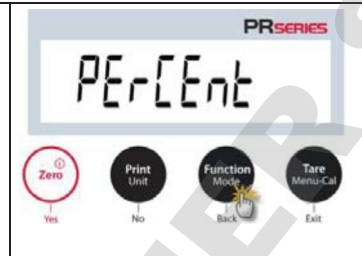 PRSERIES
PErCEnt
Zero
Print
Unit
Function
Mode
Tare
Menu-Cal
Yes
No
Back
Exit